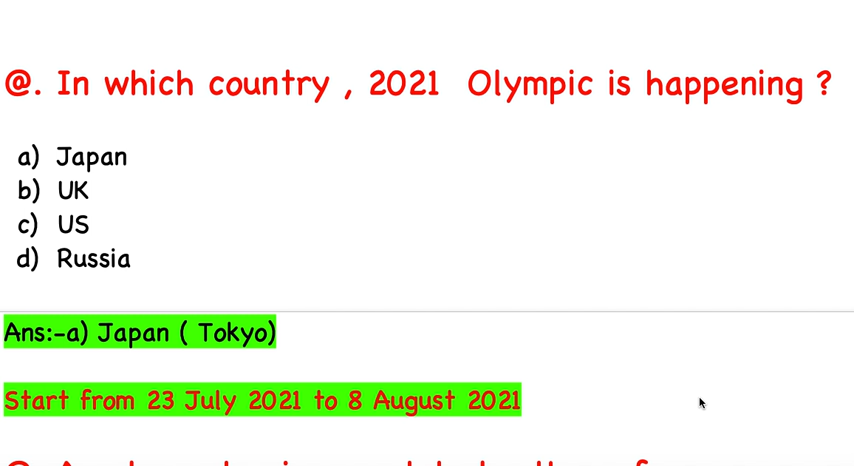 @. In which country , 2021 Olympic is happening ?
a) Japan
b) UK
c) US
d) Russia
Ans:-a) Japan ( Tokyo)
Start from 23 July 2021 to 8 August 2021